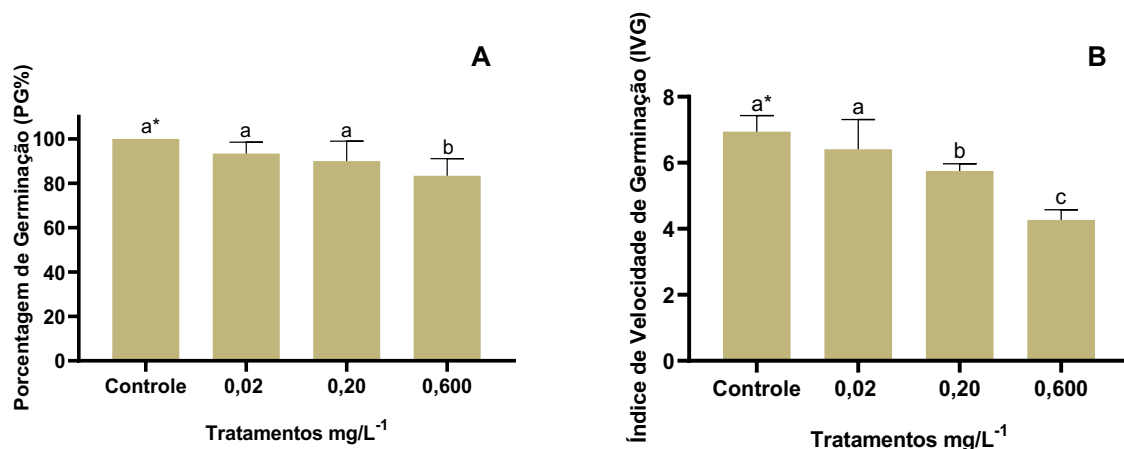 A
Porcentagem de Germinação (PG%)
100
80
60
40
20
0
a*
a
a
b
Controle 0,02 0,20 0,600
Tratamentos mg/L-1
B
Índice de Velocidade de Germinação (IVG)
8
6
4
2
0
a*
a
b
c
Controle 0,02 0,20 0,600
Tratamentos mg/L-1